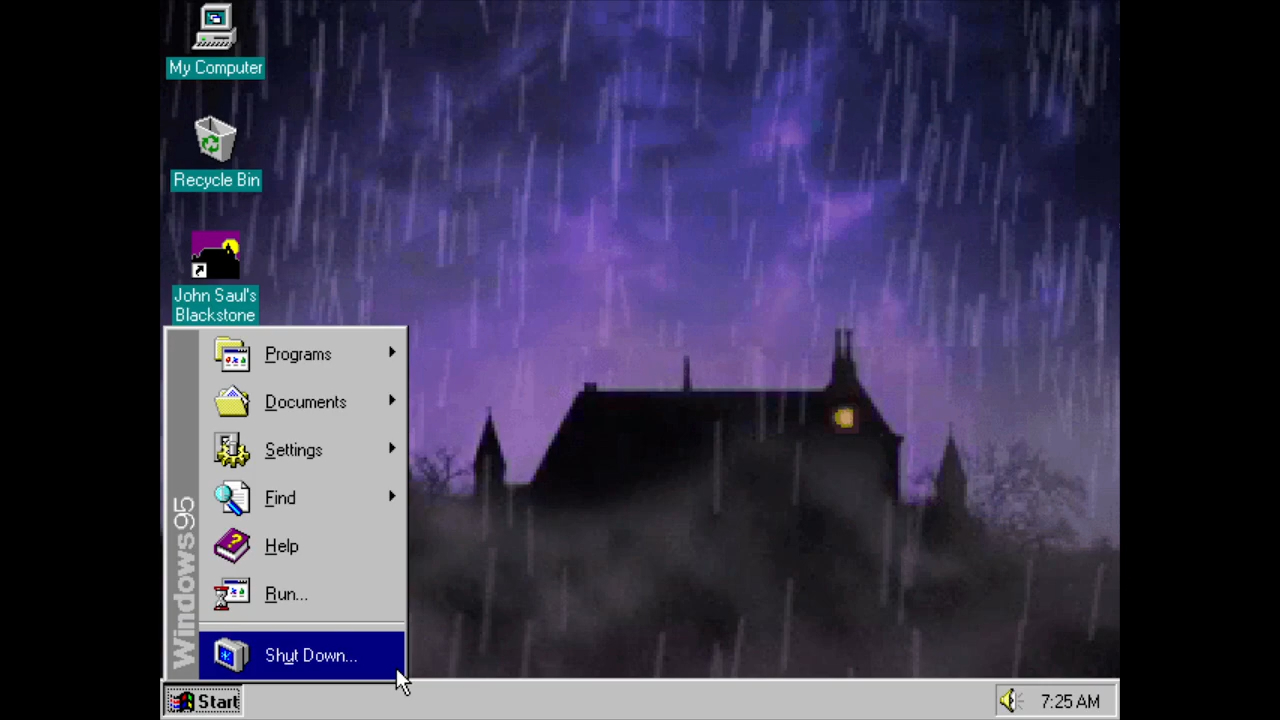 My Computer
Recycle Bin
John Saul's
Blackstone
Programs
Documents
Settings
Find
Help
Run...
Shut Down...
Windows95
Start
7:25 AM